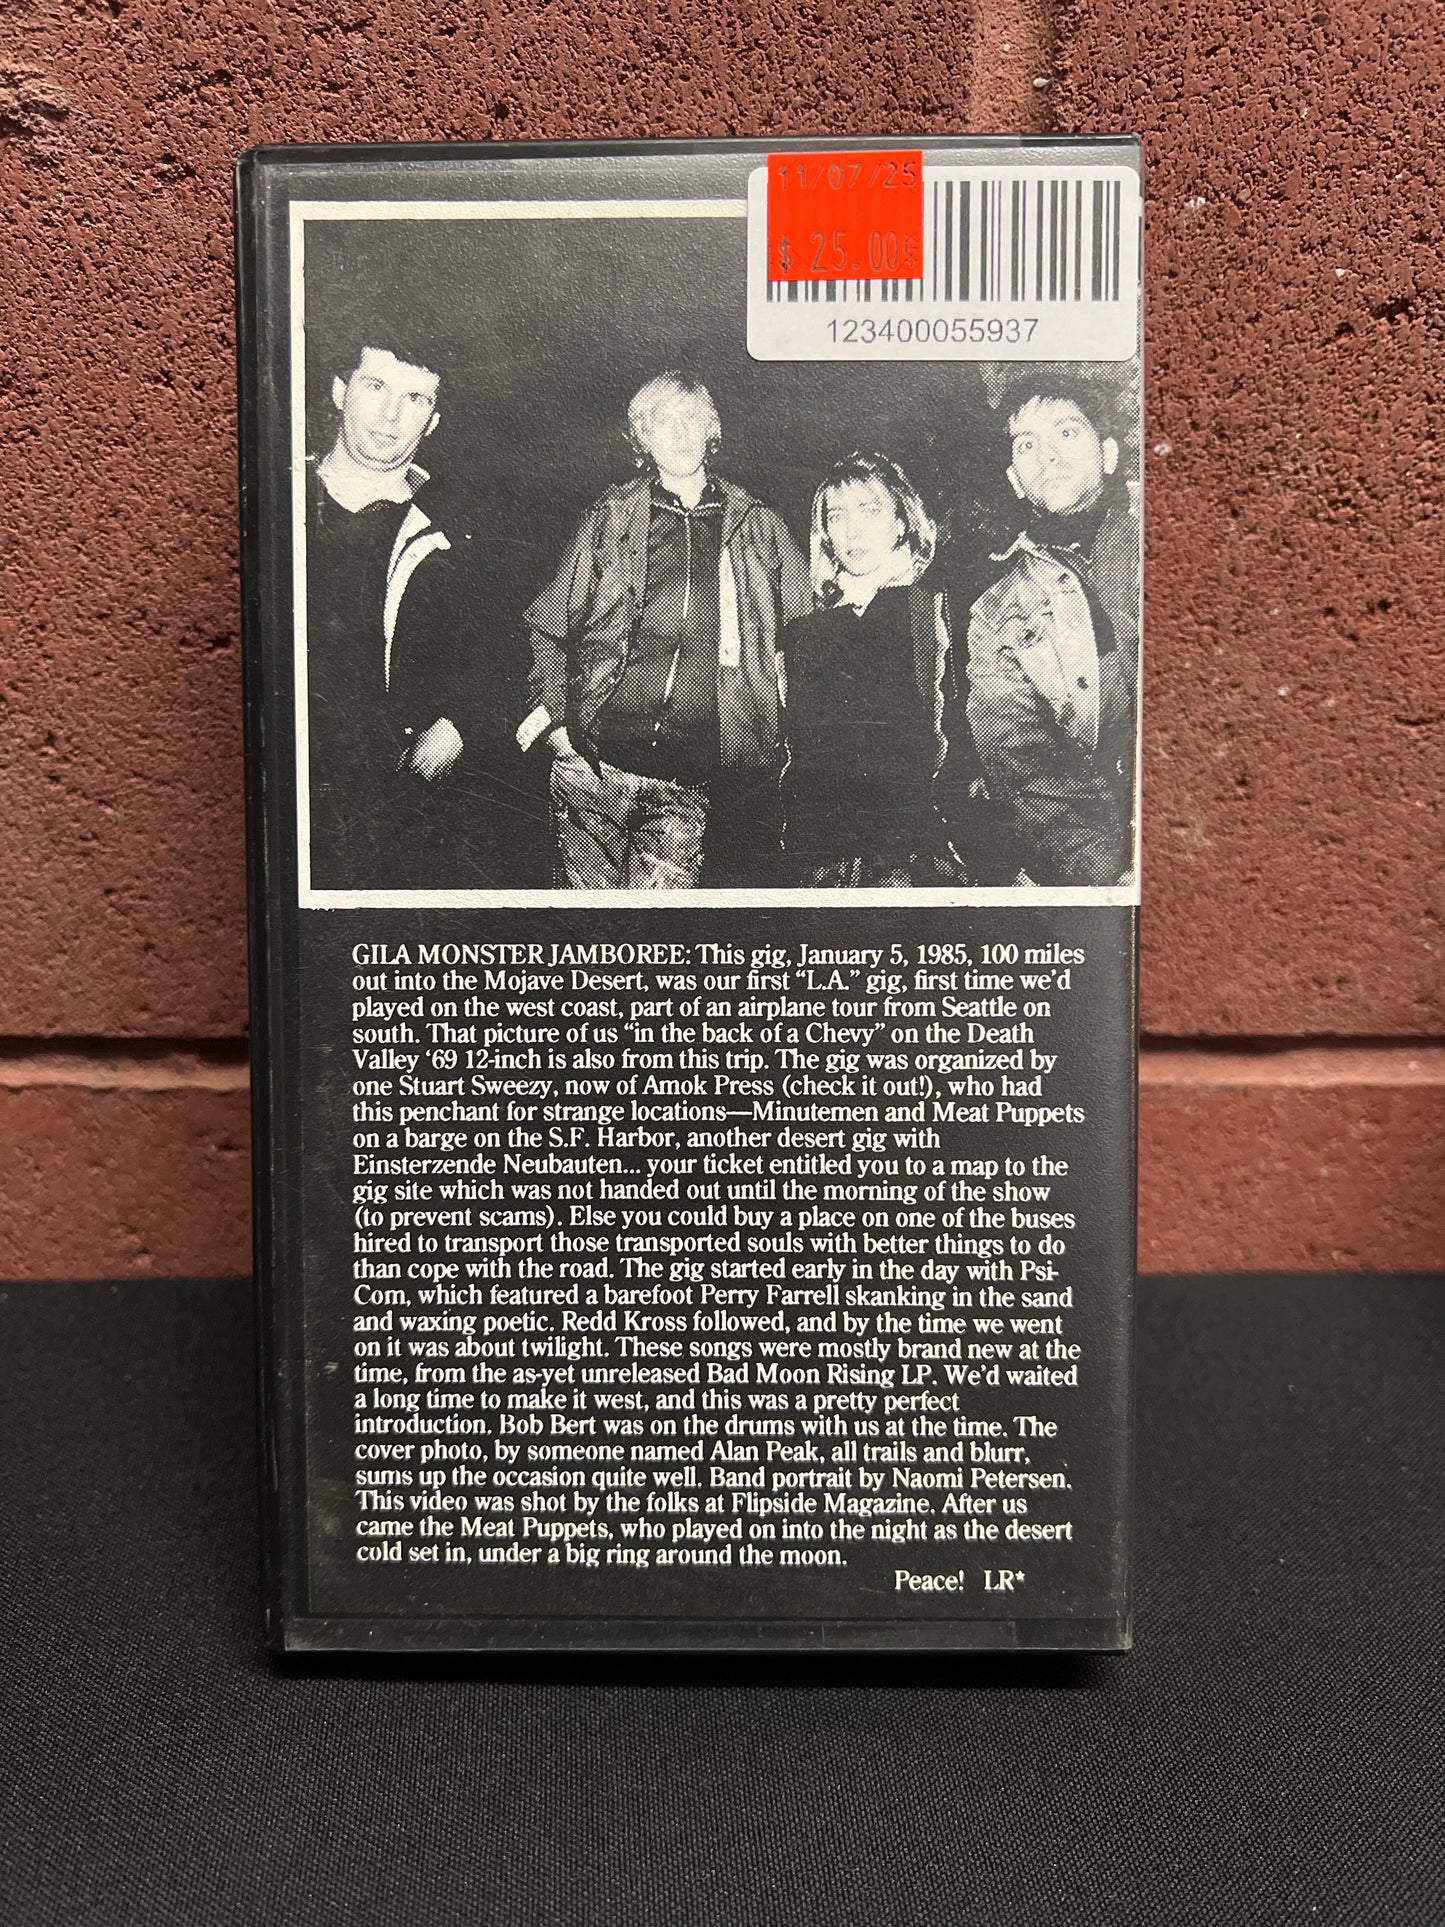 11/07/25
$ 25.00
123400055937
GILA MONSTER JAMBOREE: This gig, January 5, 1985, 100 miles
out into the Mojave Desert, was our first “L.A.” gig, first time we’d
played on the west coast, part of an airplane tour from Seattle on
south. That picture of us “in the back of a Chevy” on the Death
Valley ‘69 12-inch is also from this trip. The gig was organized by
one Stuart Sweezy, now of Amok Press (check it out!), who had
this penchant for strange locations—Minutemen and Meat Puppets
on a barge on the S.F. Harbor, another desert gig with
Einsterzende Neubauten... your ticket entitled you to a map to the
gig site which was not handed out until the morning of the show
(to prevent scams). Else you could buy a place on one of the buses
hired to transport those transported souls with better things to do
than cope with the road. The gig started early in the day with Psi-
Com, which featured a barefoot Perry Farrell skanking in the sand
and waxing poetic. Redd Kross followed, and by the time we went
on it was about twilight. These songs were mostly brand new at the
time, from the as-yet unreleased Bad Moon Rising LP. We’d waited
a long time to make it west, and this was a pretty perfect
introduction. Bob Bert was on the drums with us at the time. The
cover photo, by someone named Alan Peak, all trails and blurr,
sums up the occasion quite well. Band portrait by Naomi Petersen.
This video was shot by the folks at Flipside Magazine. After us
came the Meat Puppets, who played on into the night as the desert
cold set in, under a big ring around the moon.
Peace! LR*